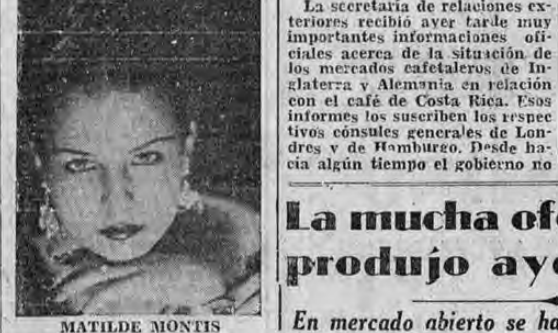 MATILDE MONTIS
La secretaría de relaciones ex-
teriores recibió ayer tarde muy
importantes informaciones ofi-
ciales acerca de la situación de
los mercados cafetaleros de In-
glaterra y Alemania en relación
con el café de Costa Rica. Esos
informes los suscriben los respec
tivos cónsules generales de Lon-
dres y de Hamburgo. Desde ha-
cia algún tiempo el gobierno no
La mucha of
produjo ay
En mercado abierto se ha